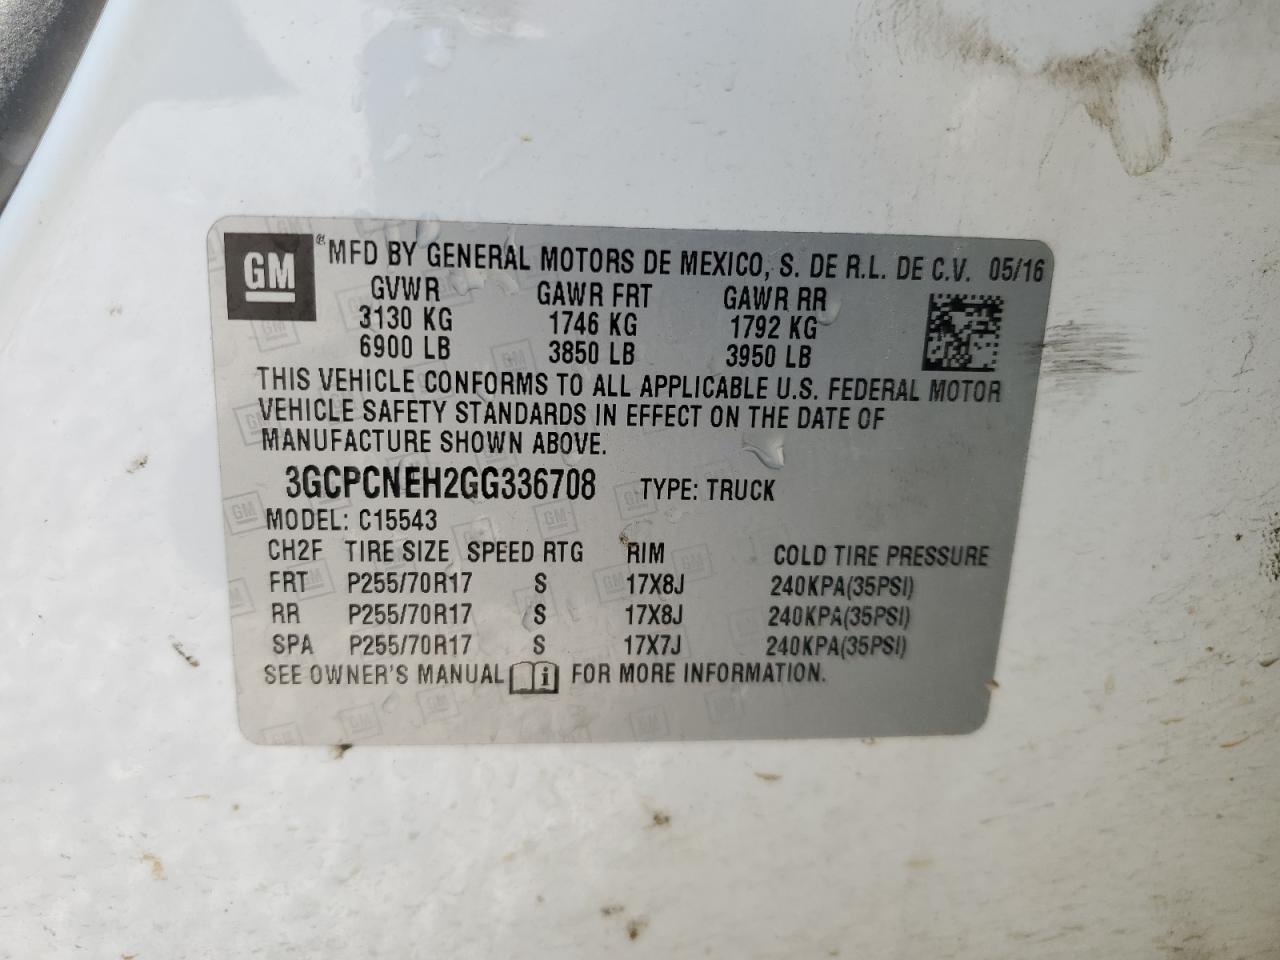 GM ® MFD BY GENERAL MOTORS DE MEXICO, S. DE R.L. DE C.V. 05/16
GVWR GAWR FRT GAWR RR
3130 KG 1746 KG 1792 KG
6900 LB 3850 LB 3950 LB
THIS VEHICLE CONFORMS TO ALL APPLICABLE U.S. FEDERAL MOTOR
VEHICLE SAFETY STANDARDS IN EFFECT ON THE DATE OF
MANUFACTURE SHOWN ABOVE.
3GCPCNEH2GG336708 TYPE: TRUCK
MODEL: C15543
CH2F TIRE SIZE SPEED RTG RIM COLD TIRE PRESSURE
FRT P255/70R17 S 17X8J 240KPA(35PSI)
RR P255/70R17 S 17X8J 240KPA(35PSI)
SPA P255/70R17 S 17X7J 240KPA(35PSI)
SEE OWNER'S MANUAL i FOR MORE INFORMATION.